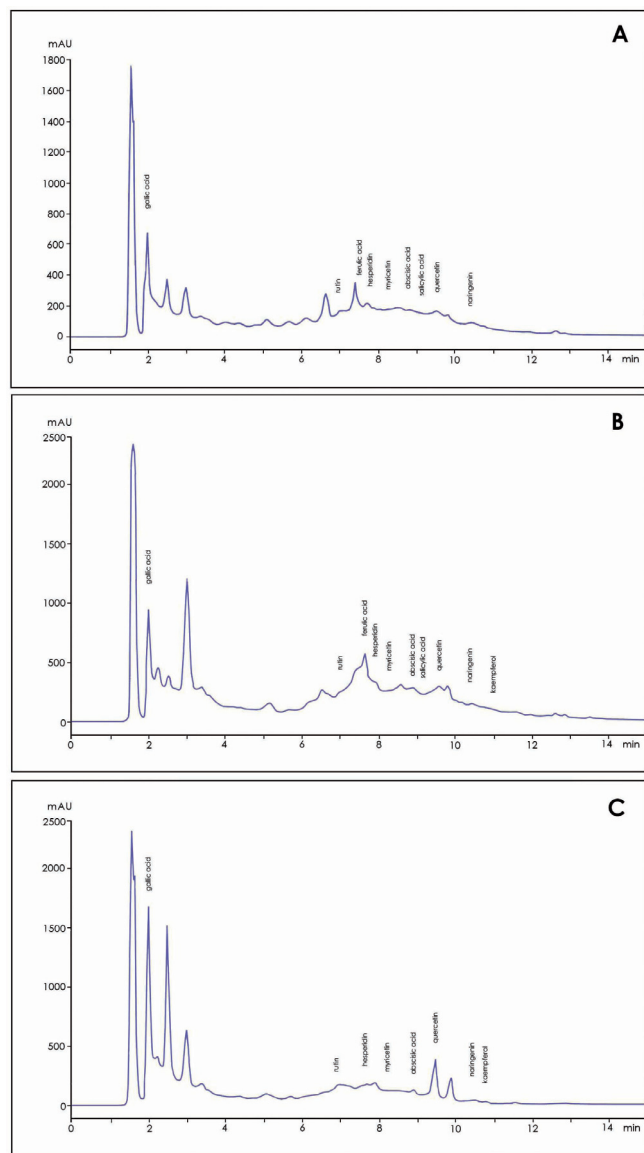 A
mAU
1800
1600
1400
1200
1000
800
600
400
200
0
gallic acid
rutin
ferulic acid
hesperidin
myricetin
abscisic acid
salicylic acid
quercetin
naringenin
0 2 4 6 8 10 12 14 min
B
mAU
2500
2000
1500
1000
500
0
gallic acid
rutin
ferulic acid
hesperidin
myricetin
abscisic acid
salicylic acid
quercetin
naringenin
kaempferol
0 2 4 6 8 10 12 14 min
C
mAU
2500
2000
1500
1000
500
0
gallic acid
rutin
hesperidin
myricetin
abscisic acid
quercetin
naringenin
kaempferol
0 2 4 6 8 10 12 14 min